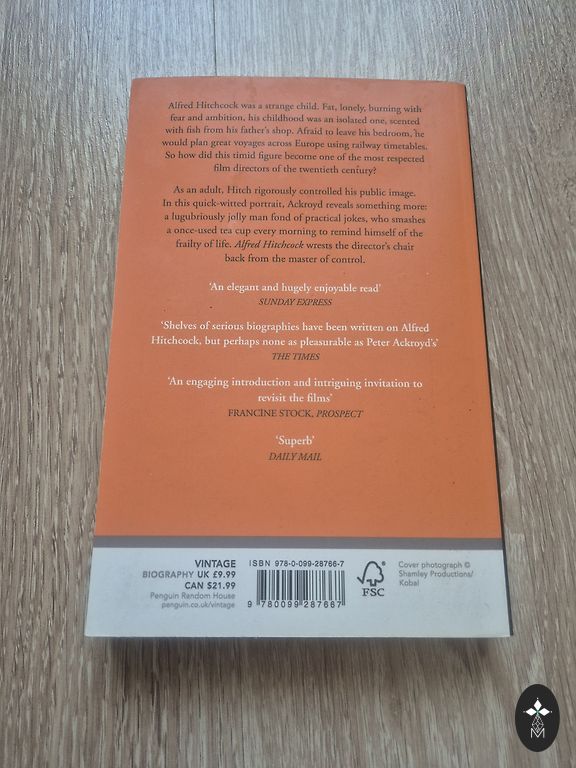 Alfred Hitchcock was a strange child. Fat, lonely, burning with
fear and ambition, his childhood was an isolated one, scented
with fish from his father's shop. Afraid to leave his bedroom, he
would plan great voyages across Europe using railway timetables.
So how did this timid figure become one of the most respected
film directors of the twentieth century?
As an adult, Hitch rigorously controlled his public image.
In this quick-witted portrait, Ackroyd reveals something more:
a lugubriously jolly man fond of practical jokes, who smashes
a once-used tea cup every morning to remind himself of the
frailty of life. Alfred Hitchcock wrests the director's chair
back from the master of control.
'An elegant and hugely enjoyable read'
SUNDAY EXPRESS
'Shelves of serious biographies have been written on Alfred
Hitchcock, but perhaps none as pleasurable as Peter Ackroyd's'
THE TIMES
'An engaging introduction and intriguing invitation to
revisit the films'
FRANCINE STOCK, PROSPECT
'Superb'
DAILY MAIL
VINTAGE
BIOGRAPHY UK £9.99
CAN $21.99
Penguin Random House
penguin.co.uk/vintage
ISBN 978-0-099-28766-7
9 780099 287667
FSC
Cover photograph ©
Shamley Productions/
Kobal
M